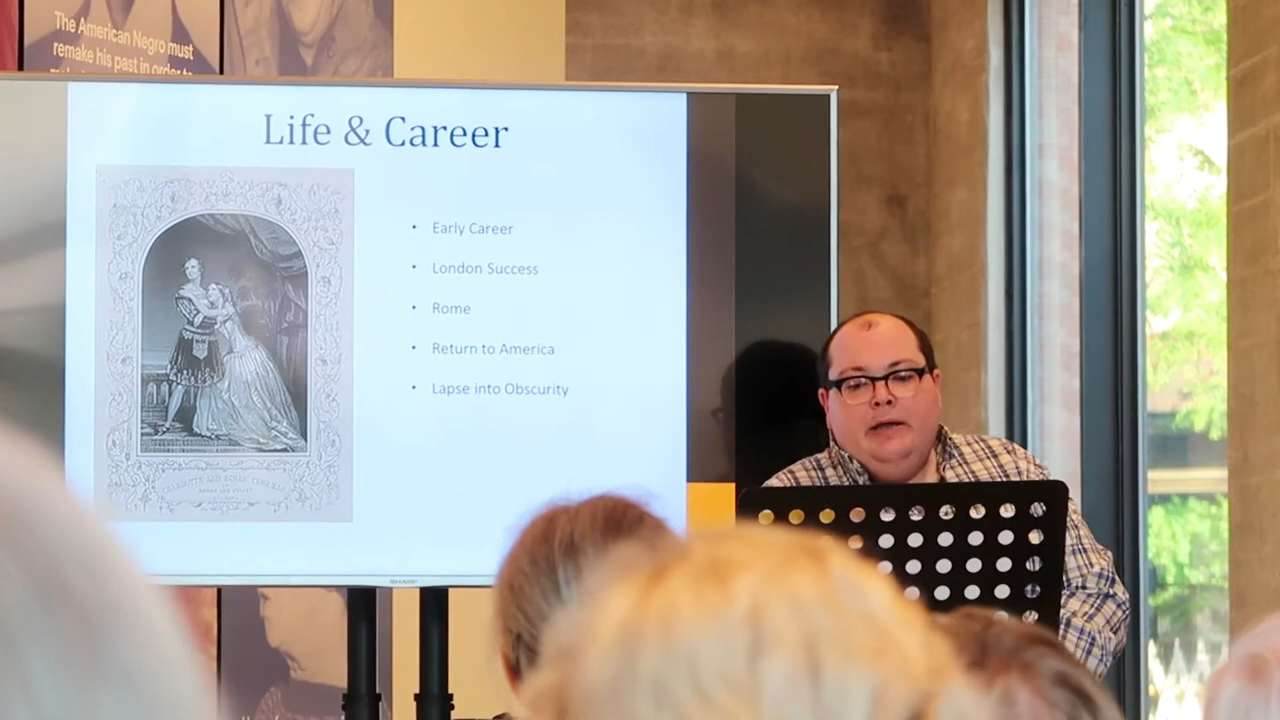 The American Negro must
remake his past in order to
Life & Career
• Early Career
• London Success
• Rome
• Return to America
• Lapse into Obscurity
SHARP